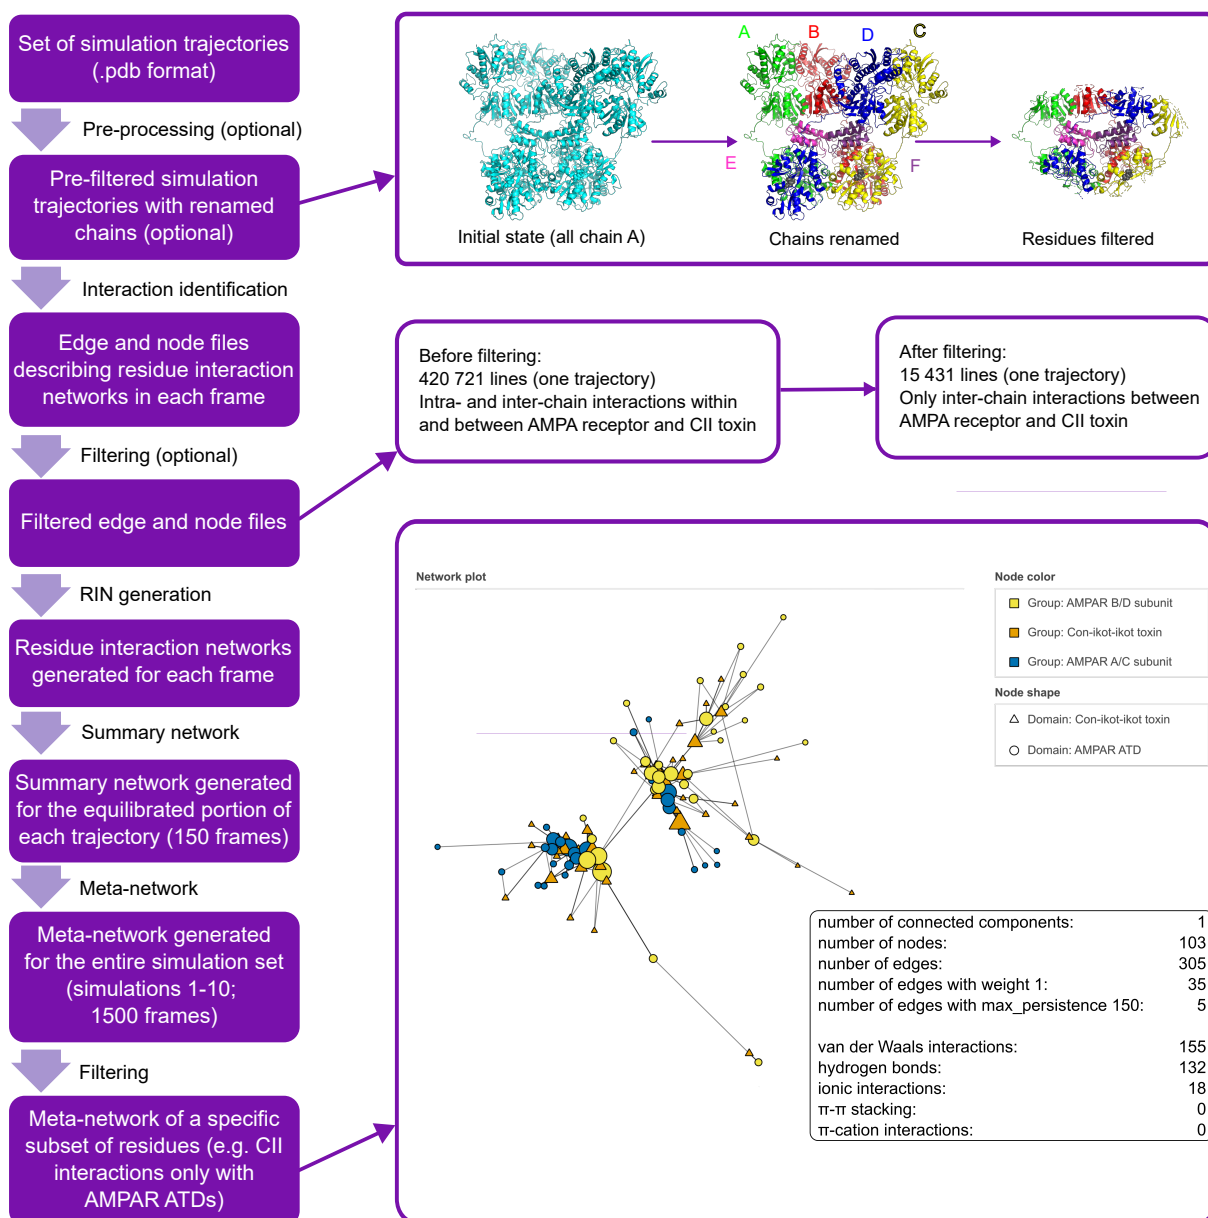 Set of simulation trajectories
(.pdb format)
Pre-processing (optional)
Pre-filtered simulation
trajectories with renamed
chains (optional)
Interaction identification
Edge and node files
describing residue interaction
networks in each frame
Filtering (optional)
Filtered edge and node files
RIN generation
Residue interaction networks
generated for each frame
Summary network
Summary network generated
for the equilibrated portion of
each trajectory (150 frames)
Meta-network
Meta-network generated
for the entire simulation set
(simulations 1-10;
1500 frames)
Filtering
Meta-network of a specific
subset of residues (e.g. CII
interactions only with
AMPAR ATDs)
A
B
D
C
E
F
Initial state (all chain A)
Chains renamed
Residues filtered
Before filtering:
420 721 lines (one trajectory)
Intra- and inter-chain interactions within
and between AMPA receptor and CII toxin
After filtering:
15 431 lines (one trajectory)
Only inter-chain interactions between
AMPA receptor and CII toxin
Network plot
Node color
Group: AMPAR B/D subunit
Group: Con-ikot-ikot toxin
Group: AMPAR A/C subunit
Node shape
Domain: Con-ikot-ikot toxin
Domain: AMPAR ATD
number of connected components: 1
number of nodes: 103
nunber of edges: 305
number of edges with weight 1: 35
number of edges with max_persistence 150: 5
van der Waals interactions: 155
hydrogen bonds: 132
ionic interactions: 18
π-π stacking: 0
π-cation interactions: 0